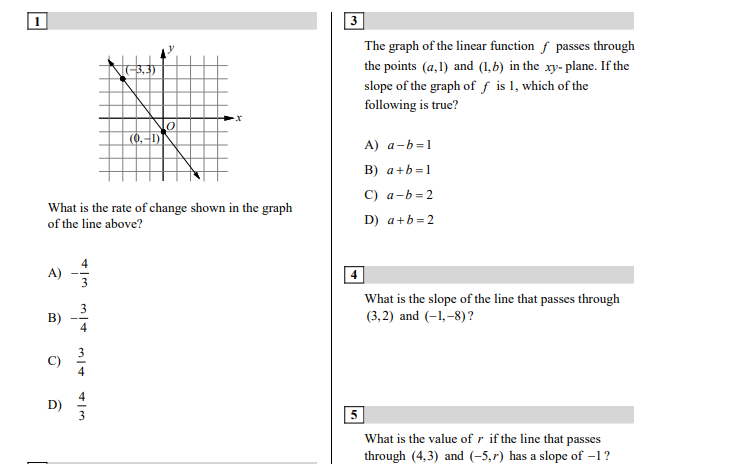 1
y
(−3,3)
x
O
(0,−1)
What is the rate of change shown in the graph
of the line above?
A) −4/3
B) −3/4
C) 3/4
D) 4/3
3
The graph of the linear function f passes through
the points (a,1) and (1,b) in the xy- plane. If the
slope of the graph of f is 1, which of the
following is true?
A) a−b=1
B) a+b=1
C) a−b=2
D) a+b=2
4
What is the slope of the line that passes through
(3,2) and (−1,−8)?
5
What is the value of r if the line that passes
through (4,3) and (−5,r) has a slope of −1?